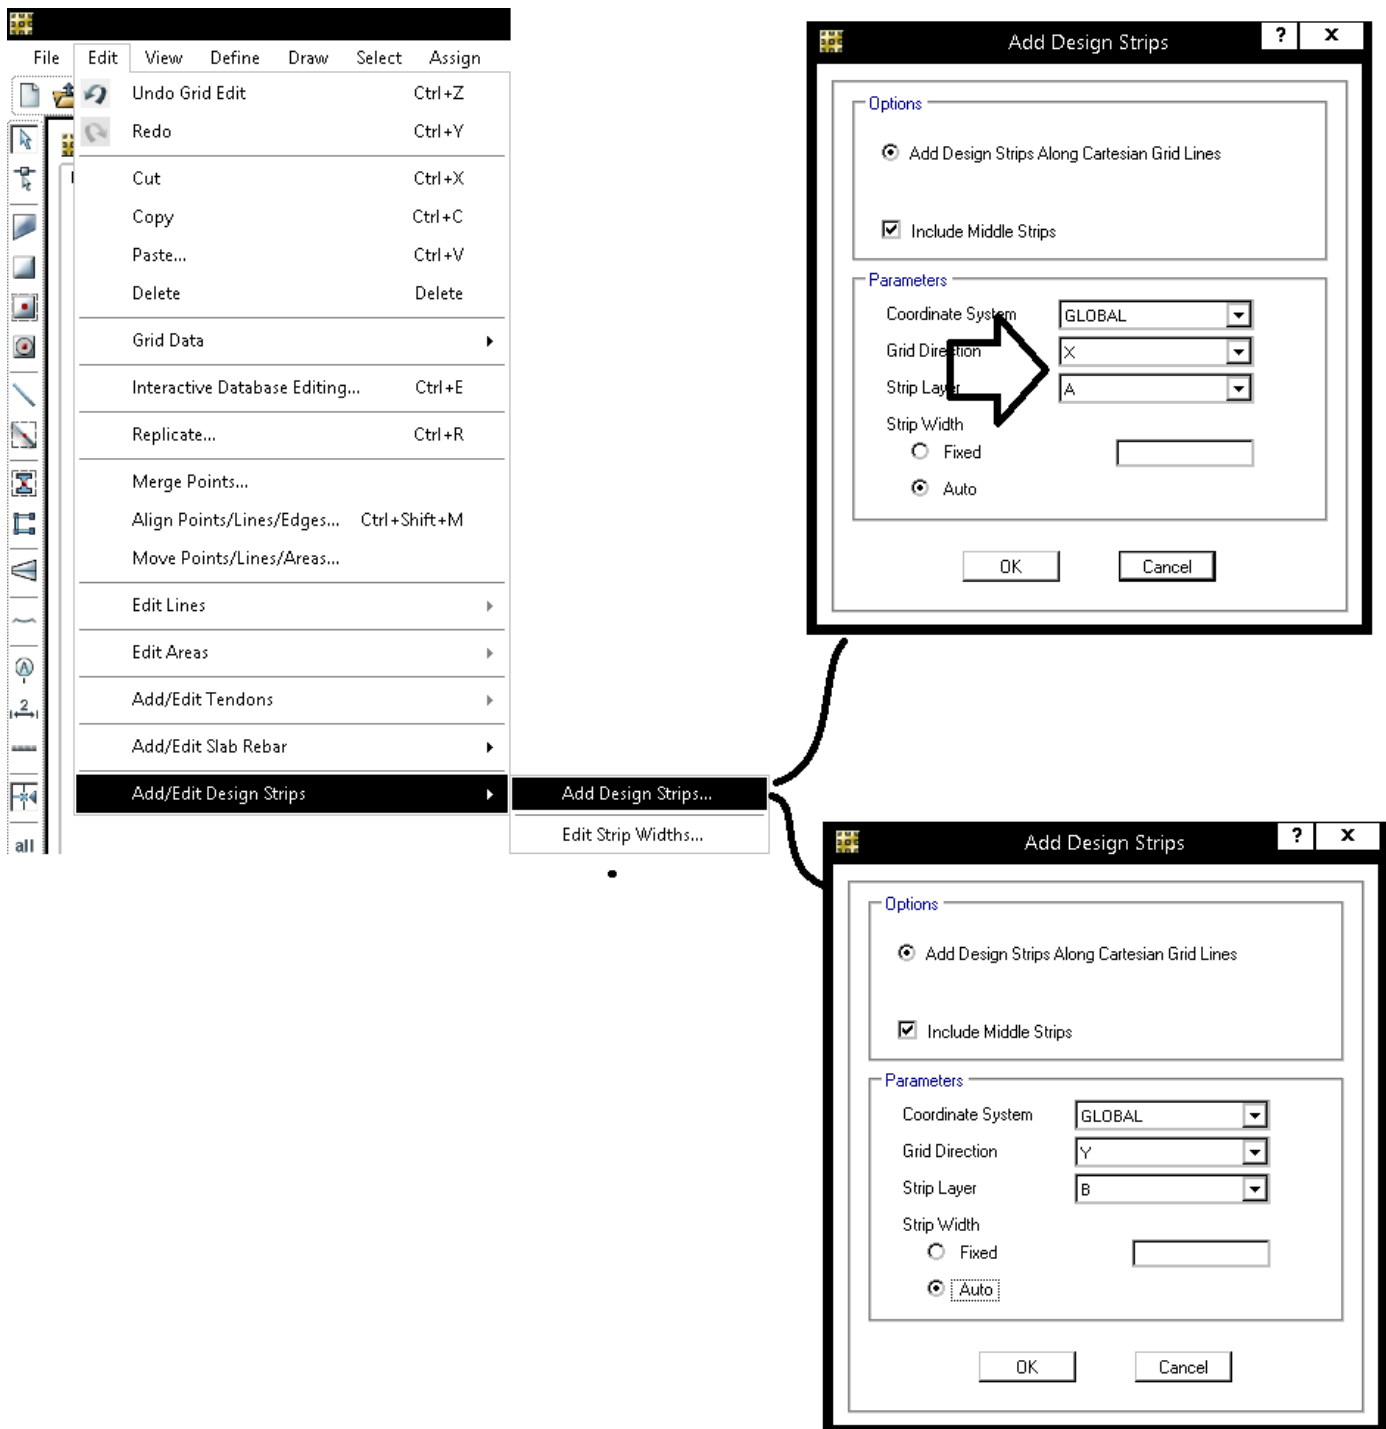 File Edit View Define Draw Select Assign
Undo Grid Edit Ctrl+Z
Redo Ctrl+Y
Cut Ctrl+X
Copy Ctrl+C
Paste... Ctrl+V
Delete Delete
Grid Data
Interactive Database Editing... Ctrl+E
Replicate... Ctrl+R
Merge Points...
Align Points/Lines/Edges... Ctrl+Shift+M
Move Points/Lines/Areas...
Edit Lines
Edit Areas
Add/Edit Tendons
Add/Edit Slab Rebar
Add/Edit Design Strips
A
2
all
Add Design Strips...
Edit Strip Widths...
Add Design Strips ? X
Options
Add Design Strips Along Cartesian Grid Lines
Include Middle Strips
Parameters
Coordinate System GLOBAL
Grid Direction X
Strip Layer A
Strip Width
Fixed
Auto
OK Cancel
Add Design Strips ? X
Options
Add Design Strips Along Cartesian Grid Lines
Include Middle Strips
Parameters
Coordinate System GLOBAL
Grid Direction Y
Strip Layer B
Strip Width
Fixed
Auto
OK Cancel